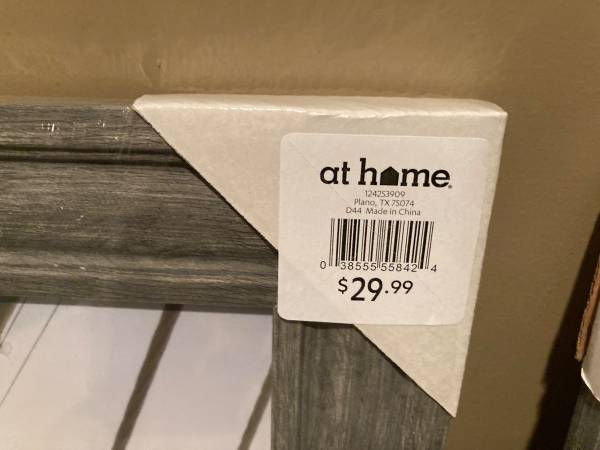 at home
124253909
Plano, TX 75074
D44 Made in China
0 38555 55842 4
$29.99